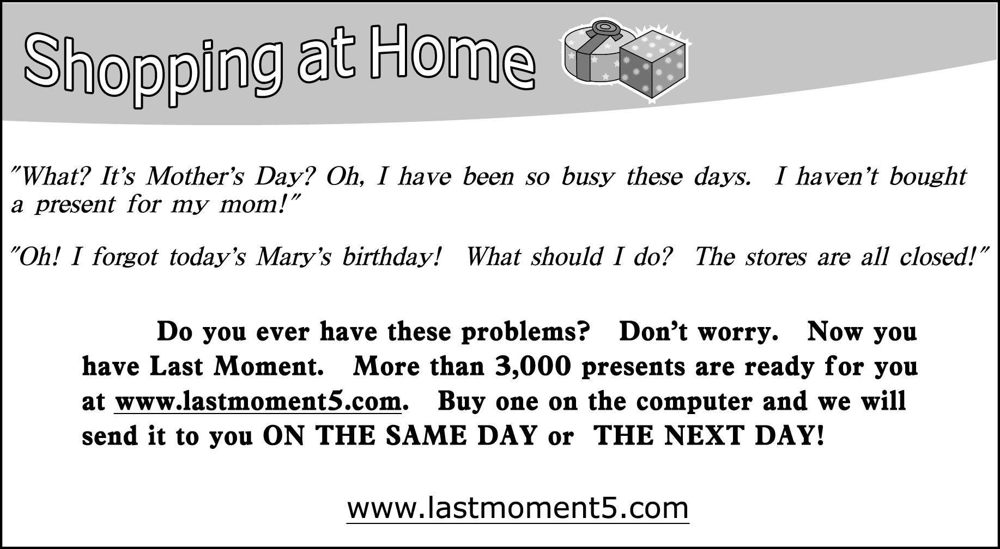 Shopping at Home
"What? It's Mother's Day? Oh, I have been so busy these days. I haven't bought
a present for my mom!"
"Oh! I forgot today's Mary's birthday! What should I do? The stores are all closed!"
Do you ever have these problems? Don't worry. Now you
have Last Moment. More than 3,000 presents are ready for you
at www.lastmoment5.com. Buy one on the computer and we will
send it to you ON THE SAME DAY or THE NEXT DAY!
www.lastmoment5.com